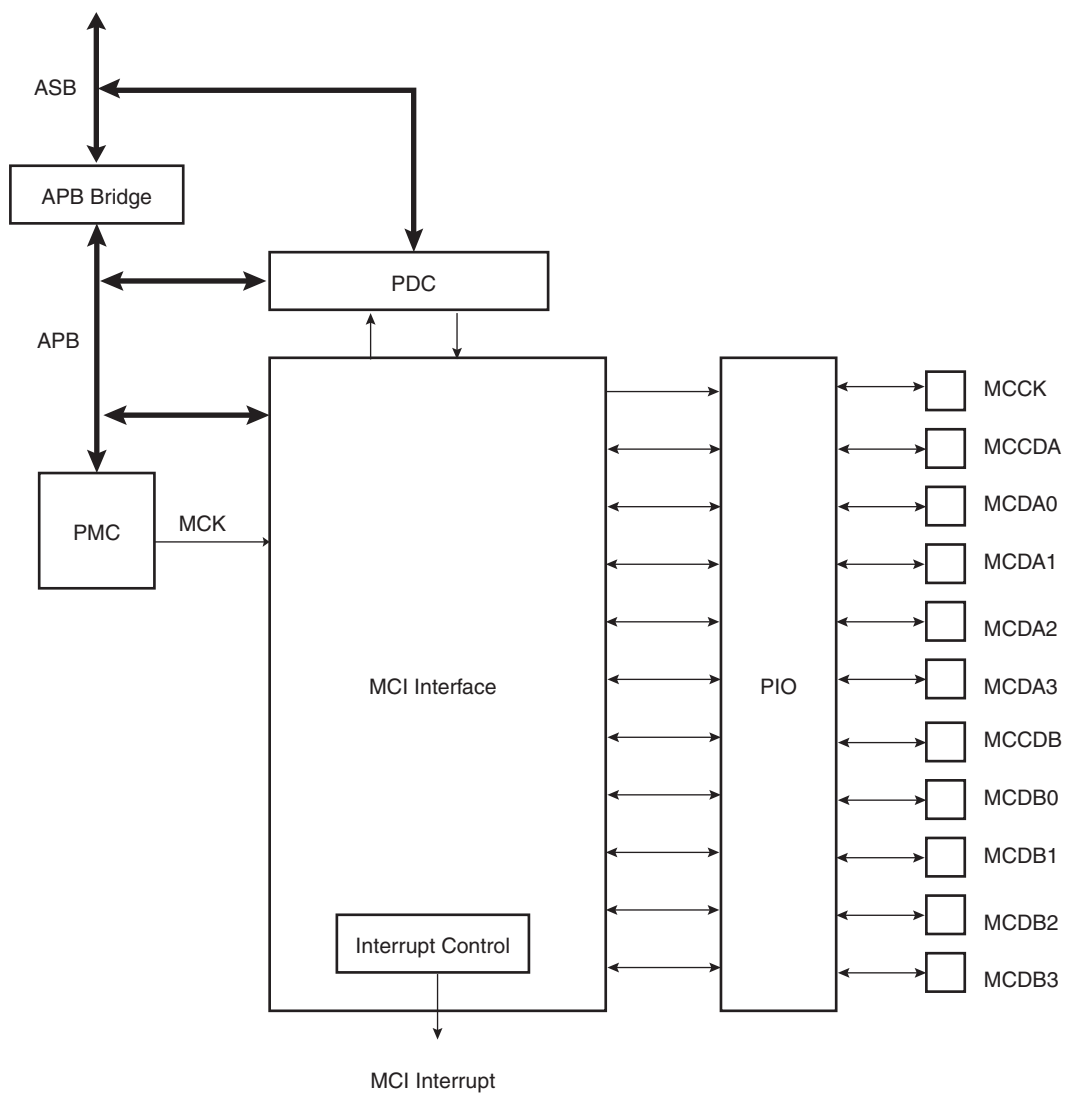 ASB
APB Bridge
PDC
APB
MCCK
MCCDA
MCDA0
PMC
MCK
MCDA1
MCDA2
MCI Interface
PIO
MCDA3
MCCDB
MCDB0
MCDB1
MCDB2
Interrupt Control
MCDB3
MCI Interrupt